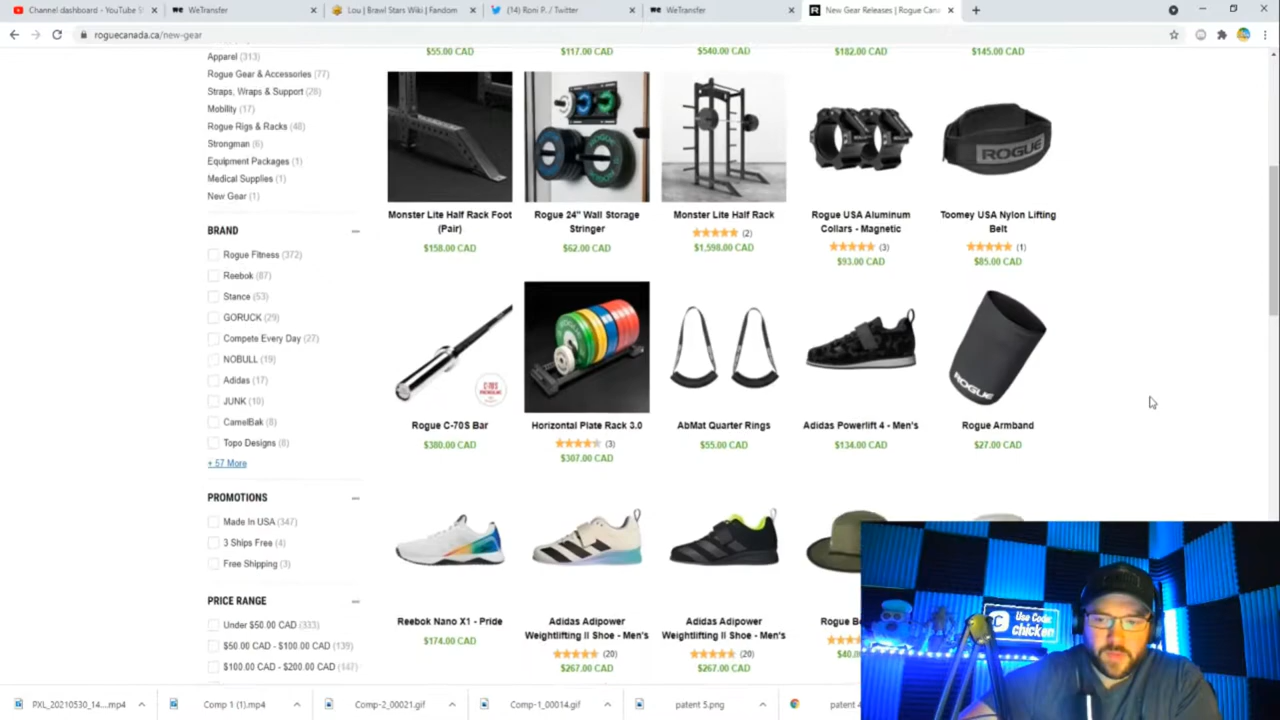 Channel dashboard - YouTube St
WeTransfer
Lou | Brawl Stars Wiki | Fandom
(14) Roni P. / Twitter
WeTransfer
New Gear Releases | Rogue Cana
roguecanada.ca/new-gear
$55.00 CAD
$117.00 CAD
$540.00 CAD
$182.00 CAD
$145.00 CAD
Apparel (313)
Rogue Gear & Accessories (77)
Straps, Wraps & Support (28)
Mobility (17)
Rogue Rigs & Racks (48)
Strongman (6)
Equipment Packages (1)
Medical Supplies (1)
New Gear (1)
BRAND
Rogue Fitness (372)
Reebok (87)
Stance (53)
GORUCK (29)
Compete Every Day (27)
NOBULL (19)
Adidas (17)
JUNK (10)
CamelBak (8)
Topo Designs (8)
+ 57 More
PROMOTIONS
Made In USA (347)
3 Ships Free (4)
Free Shipping (3)
PRICE RANGE
Under $50.00 CAD (333)
$50.00 CAD - $100.00 CAD (139)
$100.00 CAD - $200.00 CAD (147)
ROGUE
Monster Lite Half Rack Foot
(Pair)
$158.00 CAD
Rogue 24" Wall Storage
Stringer
$62.00 CAD
Monster Lite Half Rack
(2)
$1,598.00 CAD
Rogue USA Aluminum
Collars - Magnetic
(3)
$93.00 CAD
Toomey USA Nylon Lifting
Belt
(1)
$85.00 CAD
C-70S
ROGUE
Rogue C-70S Bar
$380.00 CAD
Horizontal Plate Rack 3.0
(3)
$307.00 CAD
AbMat Quarter Rings
$55.00 CAD
Adidas Powerlift 4 - Men's
$134.00 CAD
Rogue Armband
$27.00 CAD
Reebok Nano X1 - Pride
$174.00 CAD
Adidas Adipower
Weightlifting II Shoe - Men's
(20)
$267.00 CAD
Adidas Adipower
Weightlifting II Shoe - Men's
(20)
$267.00 CAD
$40.
Use Code:
chicken
PXL_20210530_14....mp4
Comp 1 (1).mp4
Comp-2_00021.gif
Comp-1_00014.gif
patent 5.png